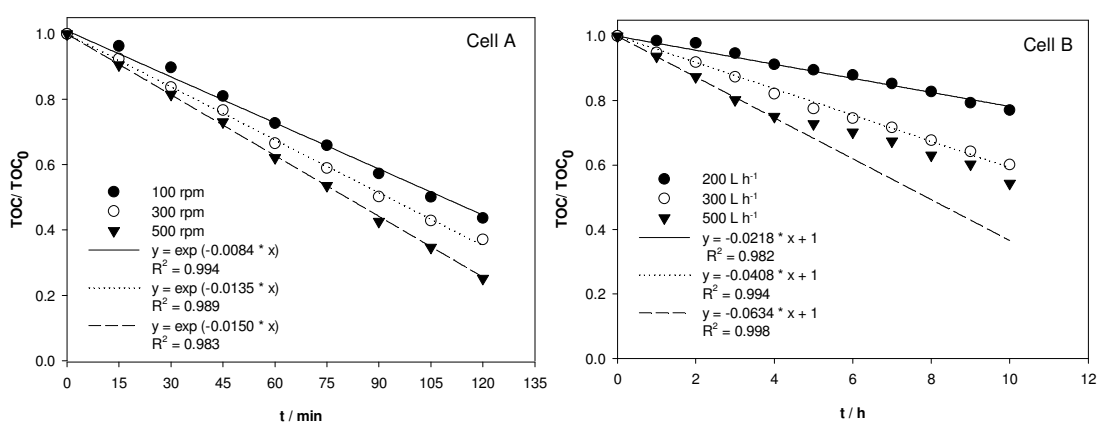 Cell A
TOC/ TOC0
1.0
0.8
0.6
0.4
0.2
0.0
100 rpm
300 rpm
500 rpm
y = exp (-0.0084 * x)
R2 = 0.994
y = exp (-0.0135 * x)
R2 = 0.989
y = exp (-0.0150 * x)
R2 = 0.983
0 15 30 45 60 75 90 105 120 135
t / min
Cell B
TOC/ TOC0
1.0
0.8
0.6
0.4
0.2
0.0
200 L h-1
300 L h-1
500 L h-1
y = -0.0218 * x + 1
R2 = 0.982
y = -0.0408 * x + 1
R2 = 0.994
y = -0.0634 * x + 1
R2 = 0.998
0 2 4 6 8 10 12
t / h